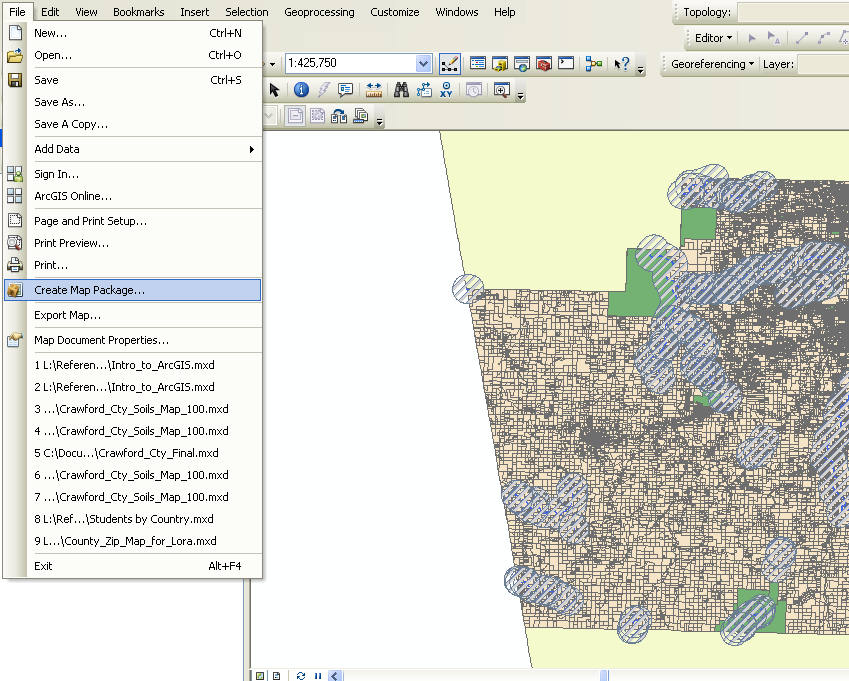 File Edit View Bookmarks Insert Selection Geoprocessing Customize Windows Help
Topology:
Editor
1:425,750
Georeferencing Layer:
New... Ctrl+N
Open... Ctrl+O
Save Ctrl+S
Save As...
Save A Copy...
Add Data
Sign In...
ArcGIS Online...
Page and Print Setup...
Print Preview...
Print...
Create Map Package...
Export Map...
Map Document Properties...
1 L:\Referen...\Intro_to_ArcGIS.mxd
2 L:\Referen...\Intro_to_ArcGIS.mxd
3 ...\Crawford_Cty_Soils_Map_100.mxd
4 ...\Crawford_Cty_Soils_Map_100.mxd
5 C:\Docu...\Crawford_Cty_Final.mxd
6 ...\Crawford_Cty_Soils_Map_100.mxd
7 ...\Crawford_Cty_Soils_Map_100.mxd
8 L:\Ref...\Students by Country.mxd
9 L...\County_Zip_Map_for_Lora.mxd
Exit Alt+F4
XY